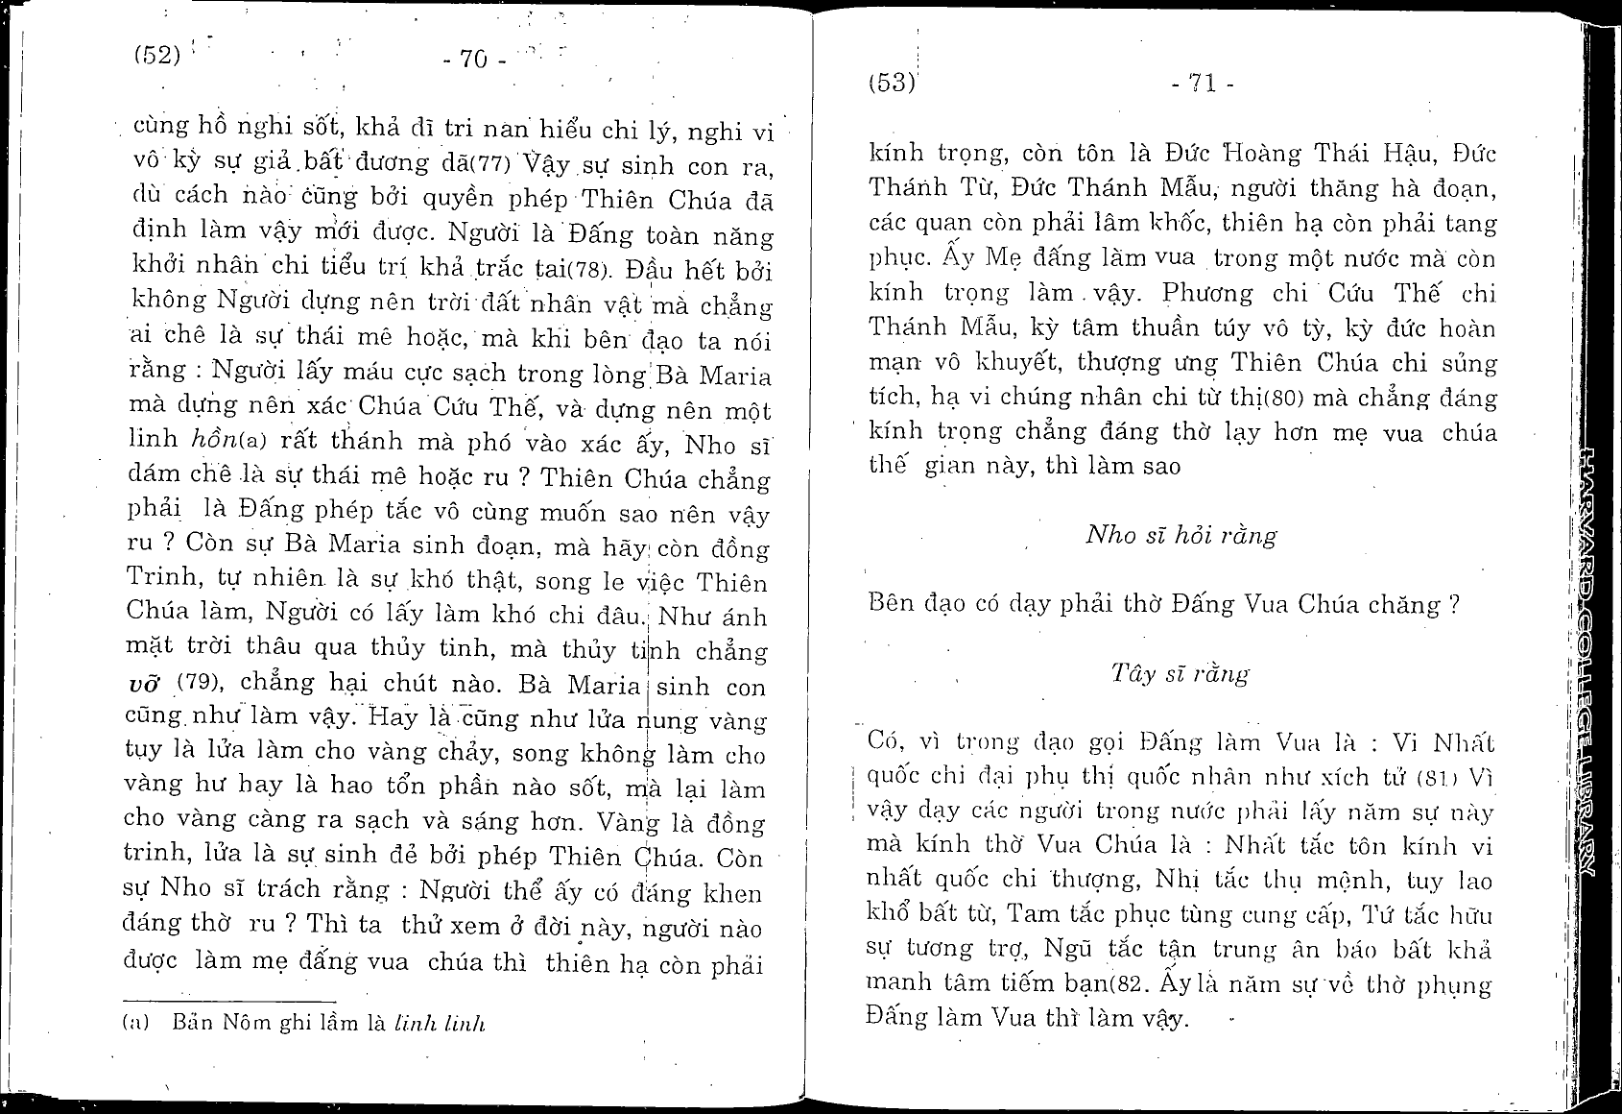 (52)
- 70 -
cùng hồ nghi sốt, khả dĩ tri nan hiểu chi lý, nghi vi
vô kỳ sự giả bất đương dã(77) Vậy sự sinh con ra,
dù cách nào cũng bởi quyền phép Thiên Chúa đã
định làm vậy mới được. Người là Đấng toàn năng
khởi nhân chi tiểu trí khả trắc tai(78). Đầu hết bởi
không Người dựng nên trời đất nhân vật mà chẳng
ai chê là sự thái mê hoặc, mà khi bên đạo ta nói
rằng : Người lấy máu cực sạch trong lòng Bà Maria
mà dựng nên xác Chúa Cứu Thế, và dựng nên một
linh hồn(a) rất thánh mà phó vào xác ấy, Nho sĩ
dám chê là sự thái mê hoặc ru ? Thiên Chúa chẳng
phải là Đấng phép tắc vô cùng muốn sao nên vậy
ru ? Còn sự Bà Maria sinh đoạn, mà hãy còn đồng
Trinh, tự nhiên là sự khó thật, song le việc Thiên
Chúa làm, Người có lấy làm khó chi đâu. Như ánh
mặt trời thâu qua thủy tinh, mà thủy tinh chẳng
vỡ (79), chẳng hại chút nào. Bà Maria sinh con
cũng như làm vậy. Hay là cũng như lửa nung vàng
tuy là lửa làm cho vàng chảy, song không làm cho
vàng hư hay là hao tổn phần nào sốt, mà lại làm
cho vàng càng ra sạch và sáng hơn. Vàng là đồng
trinh, lửa là sự sinh đẻ bởi phép Thiên Chúa. Còn
sự Nho sĩ trách rằng : Người thể ấy có đáng khen
đáng thờ ru ? Thì ta thử xem ở đời này, người nào
được làm mẹ đấng vua chúa thì thiên hạ còn phải
(a) Bản Nôm ghi lầm là linh linh
(53)
- 71 -
kính trọng, còn tôn là Đức Hoàng Thái Hậu, Đức
Thánh Từ, Đức Thánh Mẫu, người thăng hà đoạn,
các quan còn phải lâm khốc, thiên hạ còn phải tang
phục. Ấy Mẹ đấng làm vua trong một nước mà còn
kính trọng làm vậy. Phương chi Cứu Thế chi
Thánh Mẫu, kỳ tâm thuần túy vô tỳ, kỳ đức hoàn
mạn vô khuyết, thượng ưng Thiên Chúa chi sủng
tích, hạ vi chúng nhân chi từ thị(80) mà chẳng đáng
kính trọng chẳng đáng thờ lạy hơn mẹ vua chúa
thế gian này, thì làm sao
Nho sĩ hỏi rằng
Bên đạo có dạy phải thờ Đấng Vua Chúa chăng ?
Tây sĩ rằng
Có, vì trong đạo gọi Đấng làm Vua là : Vi Nhất
quốc chi đại phụ thị quốc nhân như xích tử (81) Vì
vậy dạy các người trong nước phải lấy năm sự này
mà kính thờ Vua Chúa là : Nhất tắc tôn kính vi
nhất quốc chi thượng, Nhị tắc thụ mệnh, tuy lao
khổ bất từ, Tam tắc phục tùng cung cấp, Tứ tắc hữu
sự tương trợ, Ngũ tắc tận trung ân báo bất khả
manh tâm tiếm bạn(82. Ấy là năm sự về thờ phụng
Đấng làm Vua thì làm vậy.
HARVARD COLLEGE LIBRARY